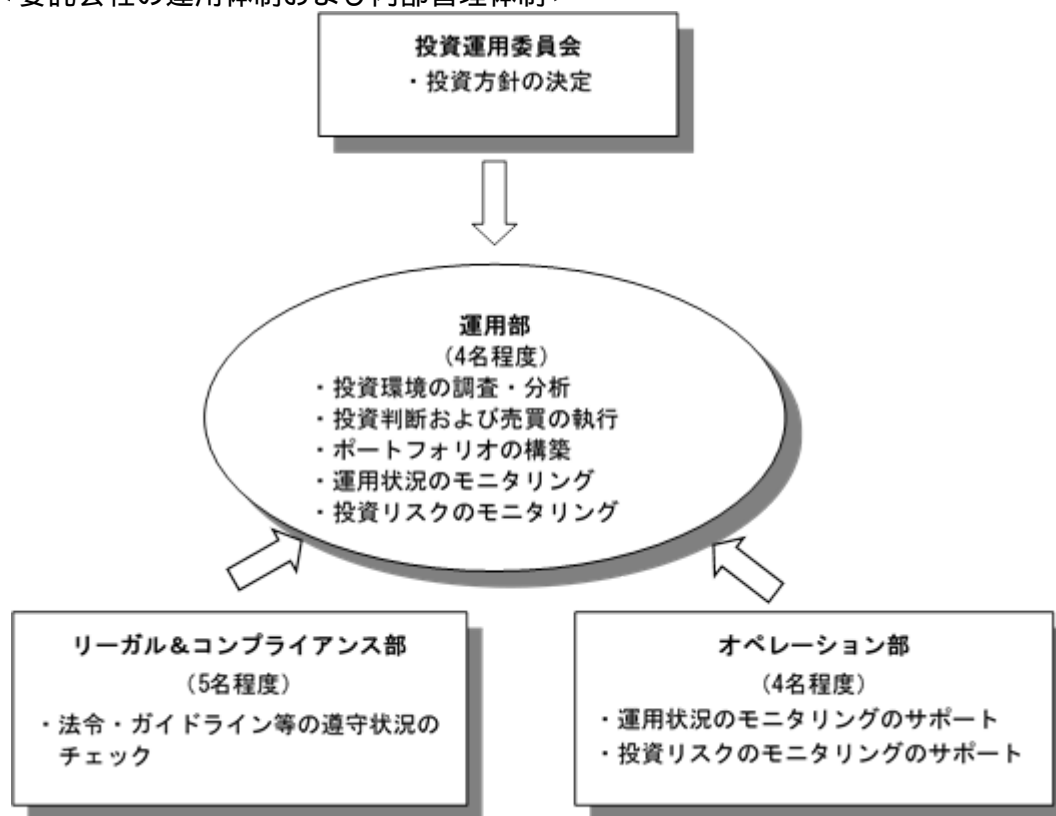 委託会社の運用体制および内部管理体制
投資運用委員会
・投資方針の決定
運用部
（4名程度）
・投資環境の調査・分析
・投資判断および売買の執行
・ポートフォリオの構築
・運用状況のモニタリング
・投資リスクのモニタリング
リーガル＆コンプライアンス部
（5名程度）
・法令・ガイドライン等の遵守状況の
チェック
オペレーション部
（4名程度）
・運用状況のモニタリングのサポート
・投資リスクのモニタリングのサポート